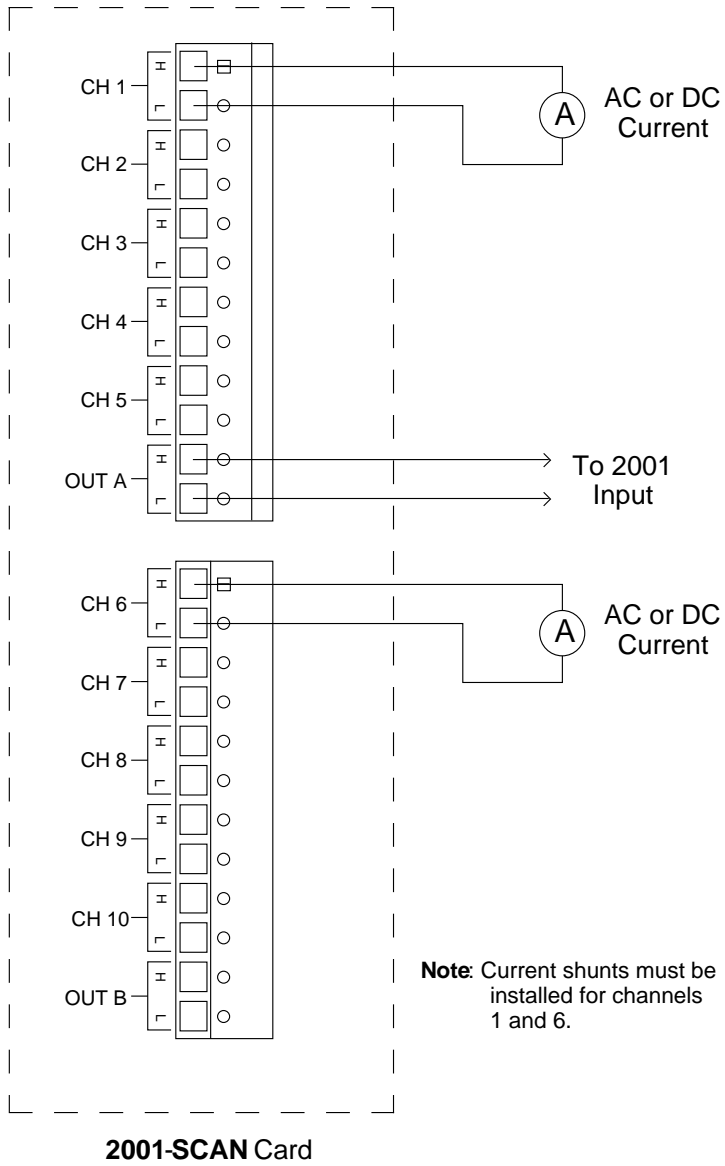 CH 1
H
L
CH 2
H
L
CH 3
H
L
CH 4
H
L
CH 5
H
L
OUT A
H
L
A
AC or DC
Current
To 2001
Input
CH 6
H
L
CH 7
H
L
CH 8
H
L
CH 9
H
L
CH 10
H
L
OUT B
H
L
A
AC or DC
Current
Note: Current shunts must be
installed for channels
1 and 6.
2001-SCAN Card